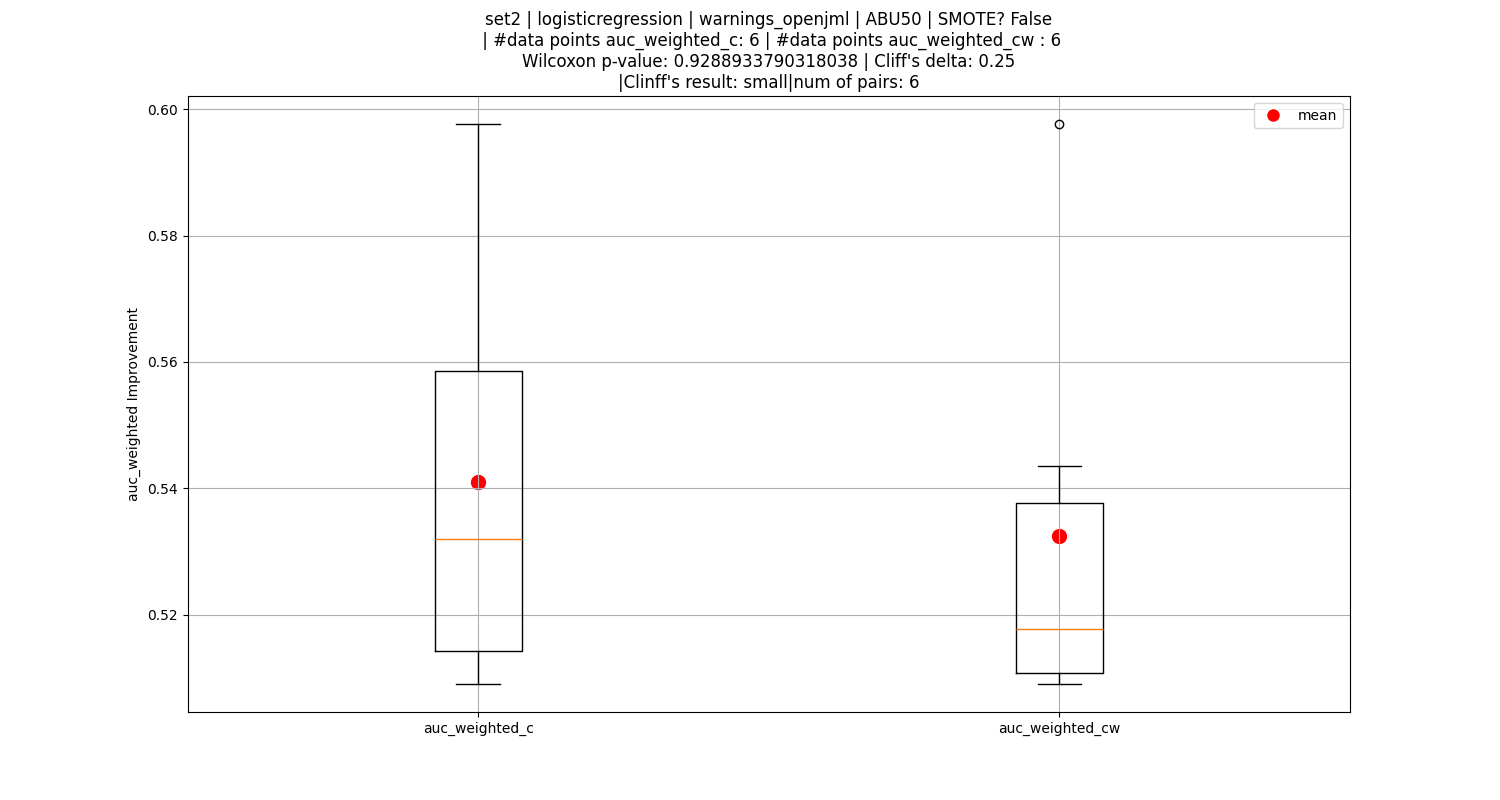 set2 | logisticregression | warnings_openjml | ABU50 | SMOTE? False
| #data points auc_weighted_c: 6 | #data points auc_weighted_cw : 6
Wilcoxon p-value: 0.9288933790318038 | Cliff's delta: 0.25
|Clinff's result: small|num of pairs: 6
mean
auc_weighted Improvement
0.60
0.58
0.56
0.54
0.52
auc_weighted_c
auc_weighted_cw